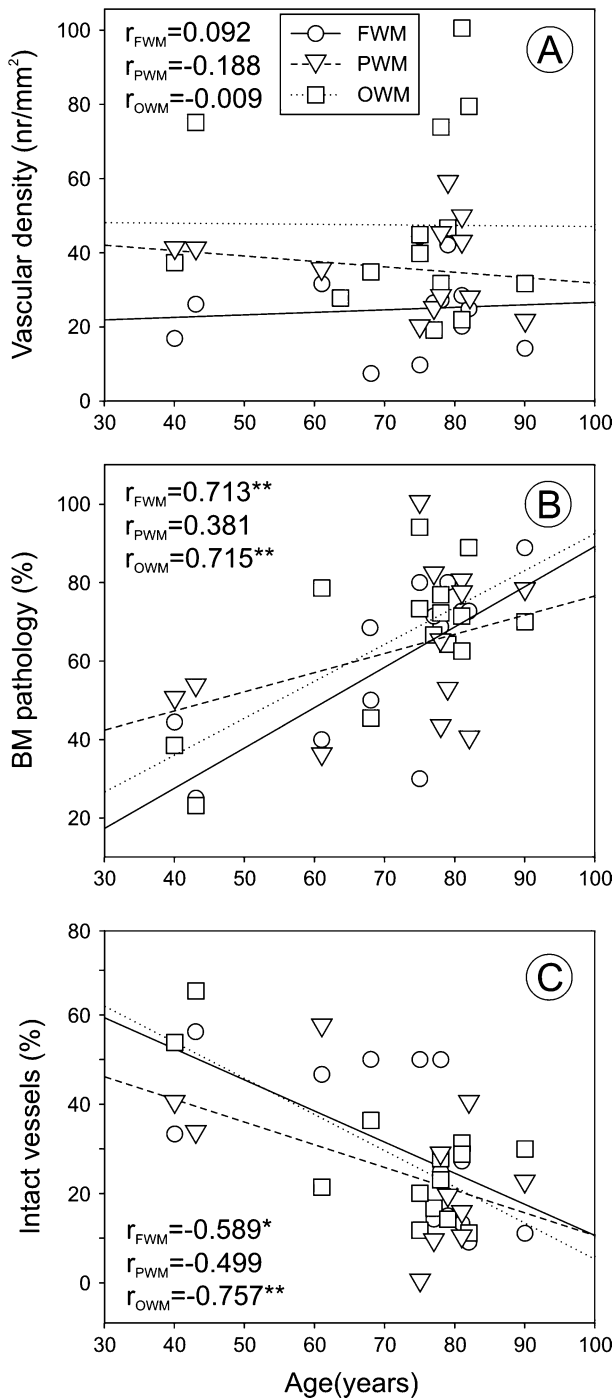 Vascular density (nr/mm²)
100
80
60
40
20
0
r_FWM=0.092
r_PWM=-0.188
r_OWM=-0.009
FWM
PWM
OWM
A
30 40 50 60 70 80 90 100
BM pathology (%)
100
80
60
40
20
r_FWM=0.713**
r_PWM=0.381
r_OWM=0.715**
B
30 40 50 60 70 80 90 100
Intact vessels (%)
80
60
40
20
0
C
r_FWM=-0.589*
r_PWM=-0.499
r_OWM=-0.757**
30 40 50 60 70 80 90 100
Age(years)